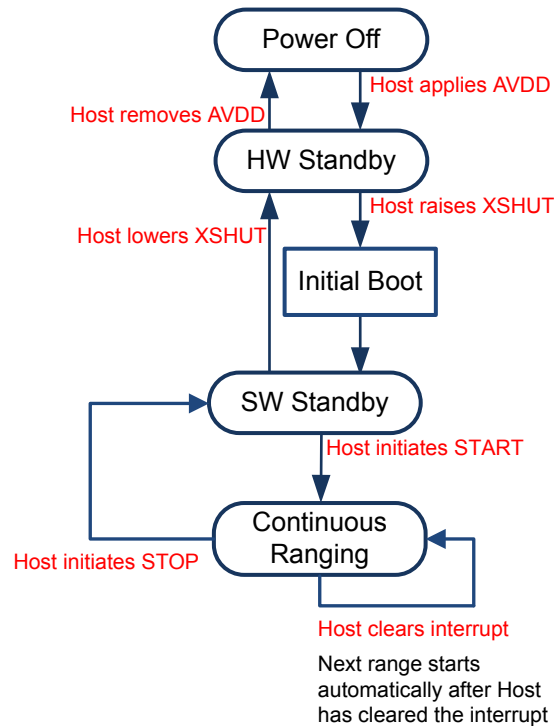 Power Off
Host applies AVDD
Host removes AVDD
HW Standby
Host raises XSHUT
Host lowers XSHUT
Initial Boot
SW Standby
Host initiates START
Continuous
Ranging
Host initiates STOP
Host clears interrupt
Next range starts
automatically after Host
has cleared the interrupt